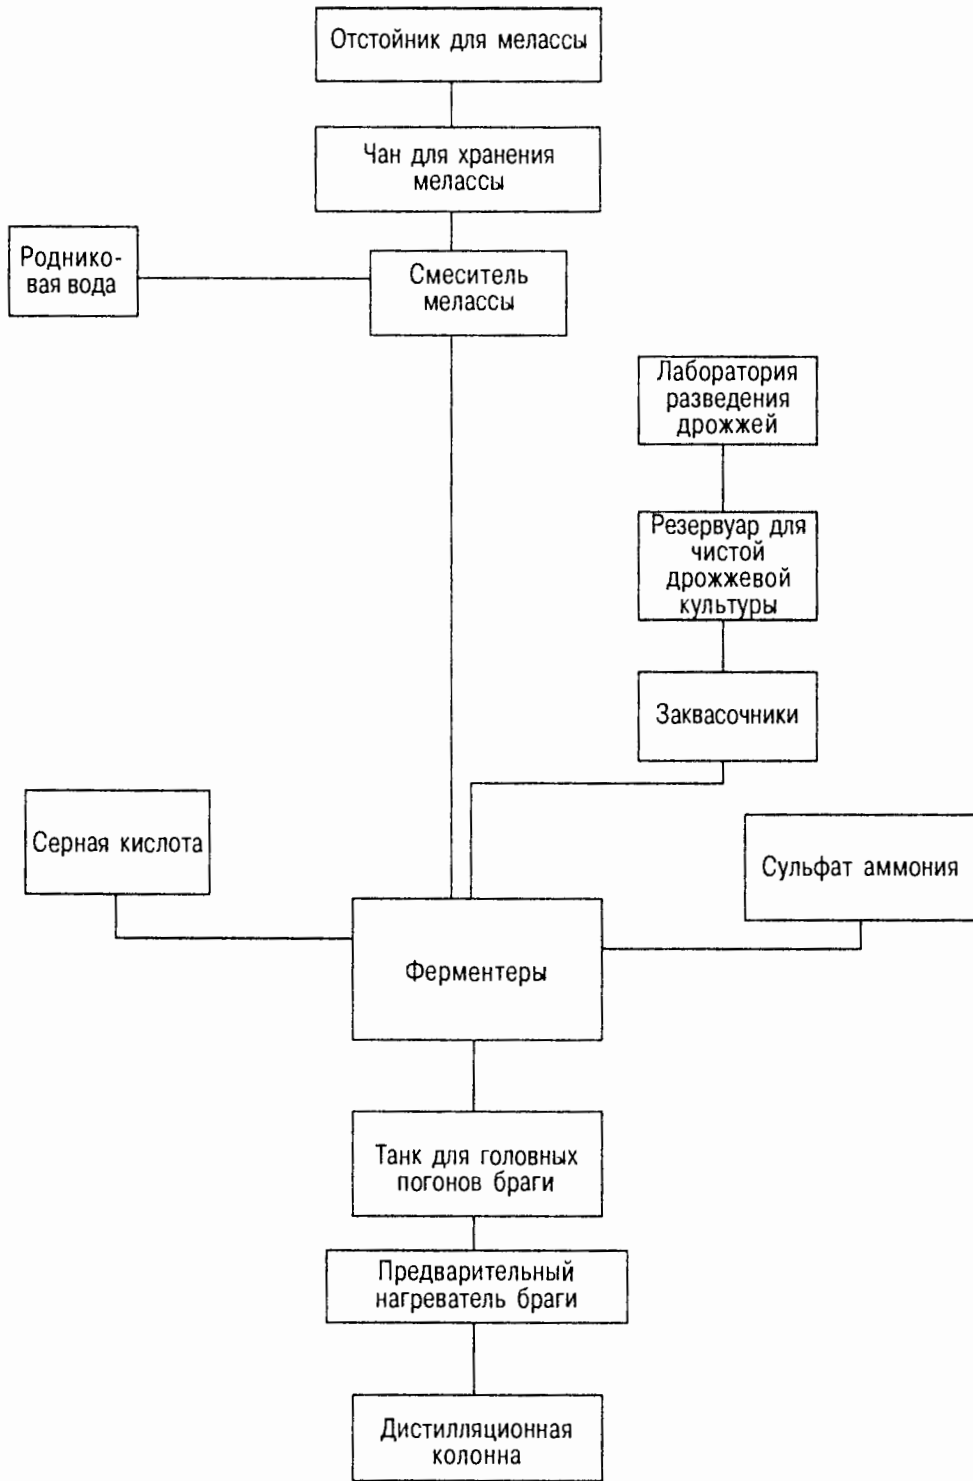 Отстойник для мелассы
Чан для хранения
мелассы
Роднико-
вая вода
Смеситель
мелассы
Лаборатория
разведения
дрожжей
Резервуар для
чистой
дрожжевой
культуры
Заквасочники
Серная кислота
Сульфат аммония
Ферментеры
Танк для головных
погонов браги
Предварительный
нагреватель браги
Дистилляционная
колонна